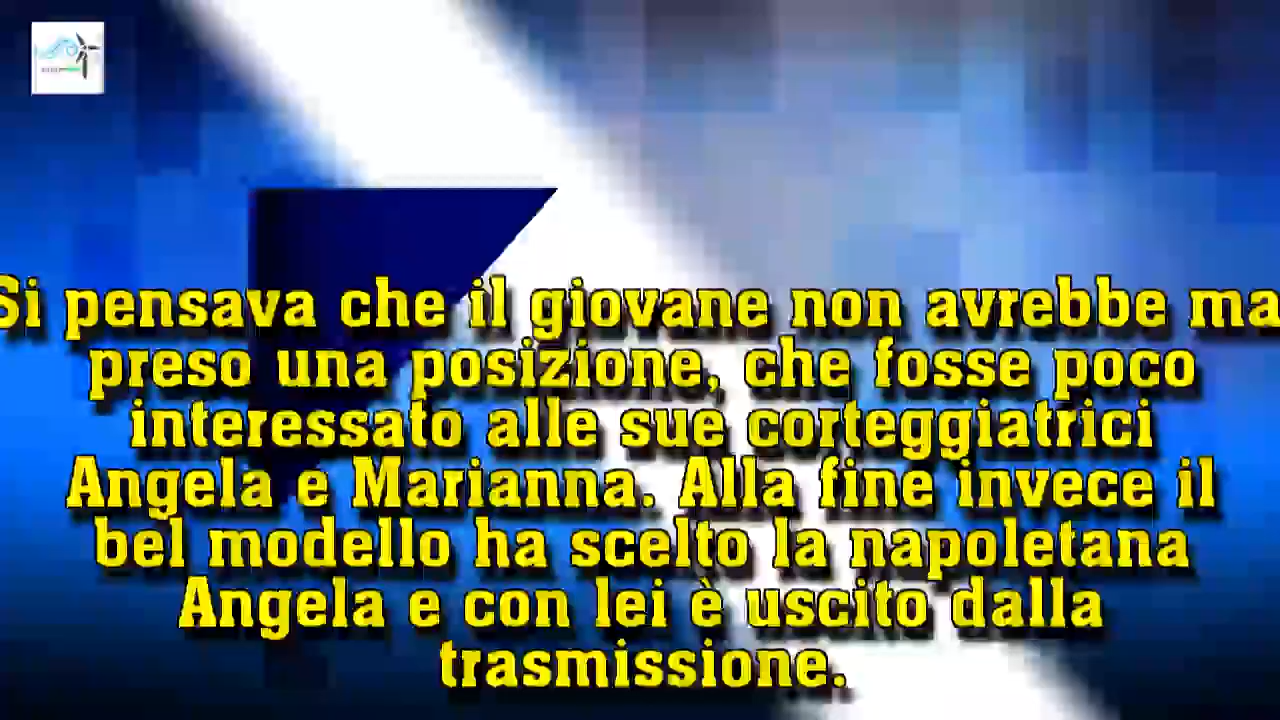 Si pensava che il giovane non avrebbe ma
preso una posizione, che fosse poco
interessato alle sue corteggiatrici
Angela e Marianna. Alla fine invece il
bel modello ha scelto la napoletana
Angela e con lei è uscito dalla
trasmissione.